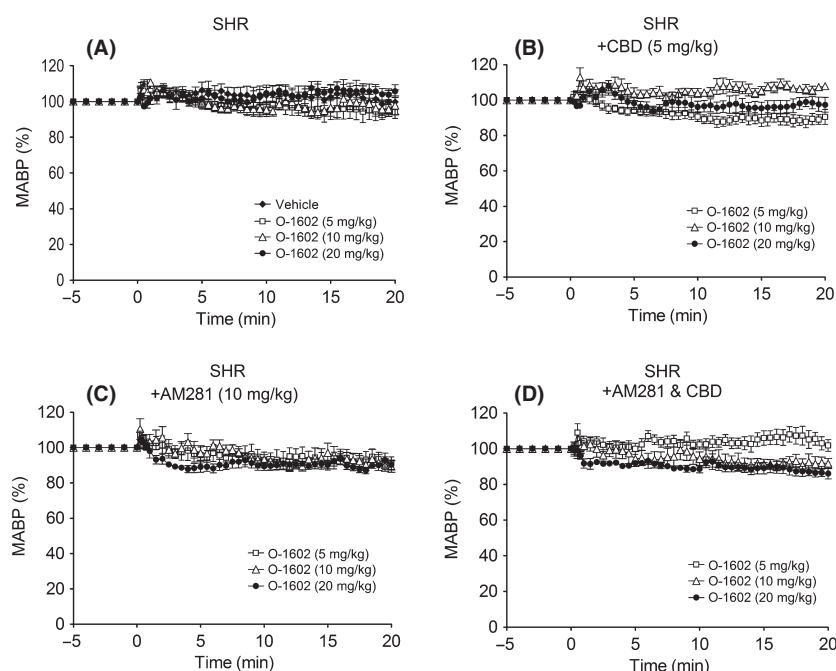 SHR
(A)
120
100
80
60
40
20
0
MABP (%)
Vehicle
O-1602 (5 mg/kg)
O-1602 (10 mg/kg)
O-1602 (20 mg/kg)
–5 0 5 10 15 20
Time (min)
SHR
+CBD (5 mg/kg)
(B)
120
100
80
60
40
20
0
MABP (%)
O-1602 (5 mg/kg)
O-1602 (10 mg/kg)
O-1602 (20 mg/kg)
–5 0 5 10 15 20
Time (min)
SHR
+AM281 (10 mg/kg)
(C)
120
100
80
60
40
20
0
MABP (%)
O-1602 (5 mg/kg)
O-1602 (10 mg/kg)
O-1602 (20 mg/kg)
–5 0 5 10 15 20
Time (min)
SHR
+AM281 & CBD
(D)
120
100
80
60
40
20
0
MABP (%)
O-1602 (5 mg/kg)
O-1602 (10 mg/kg)
O-1602 (20 mg/kg)
–5 0 5 10 15 20
Time (min)